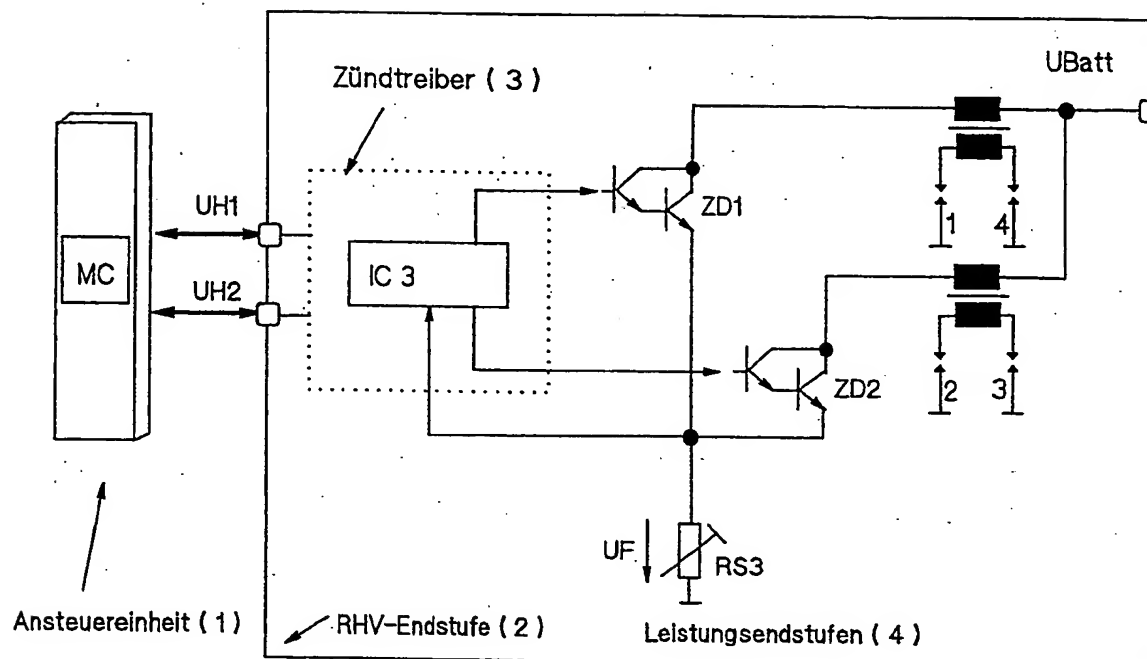 UBatt
Zündtreiber ( 3 )
UH1
ZD1
1 4
MC
IC 3
UH2
ZD2
2 3
UF
RS3
Ansteuereinheit ( 1 )
RHV-Endstufe ( 2 )
Leistungsendstufen ( 4 )